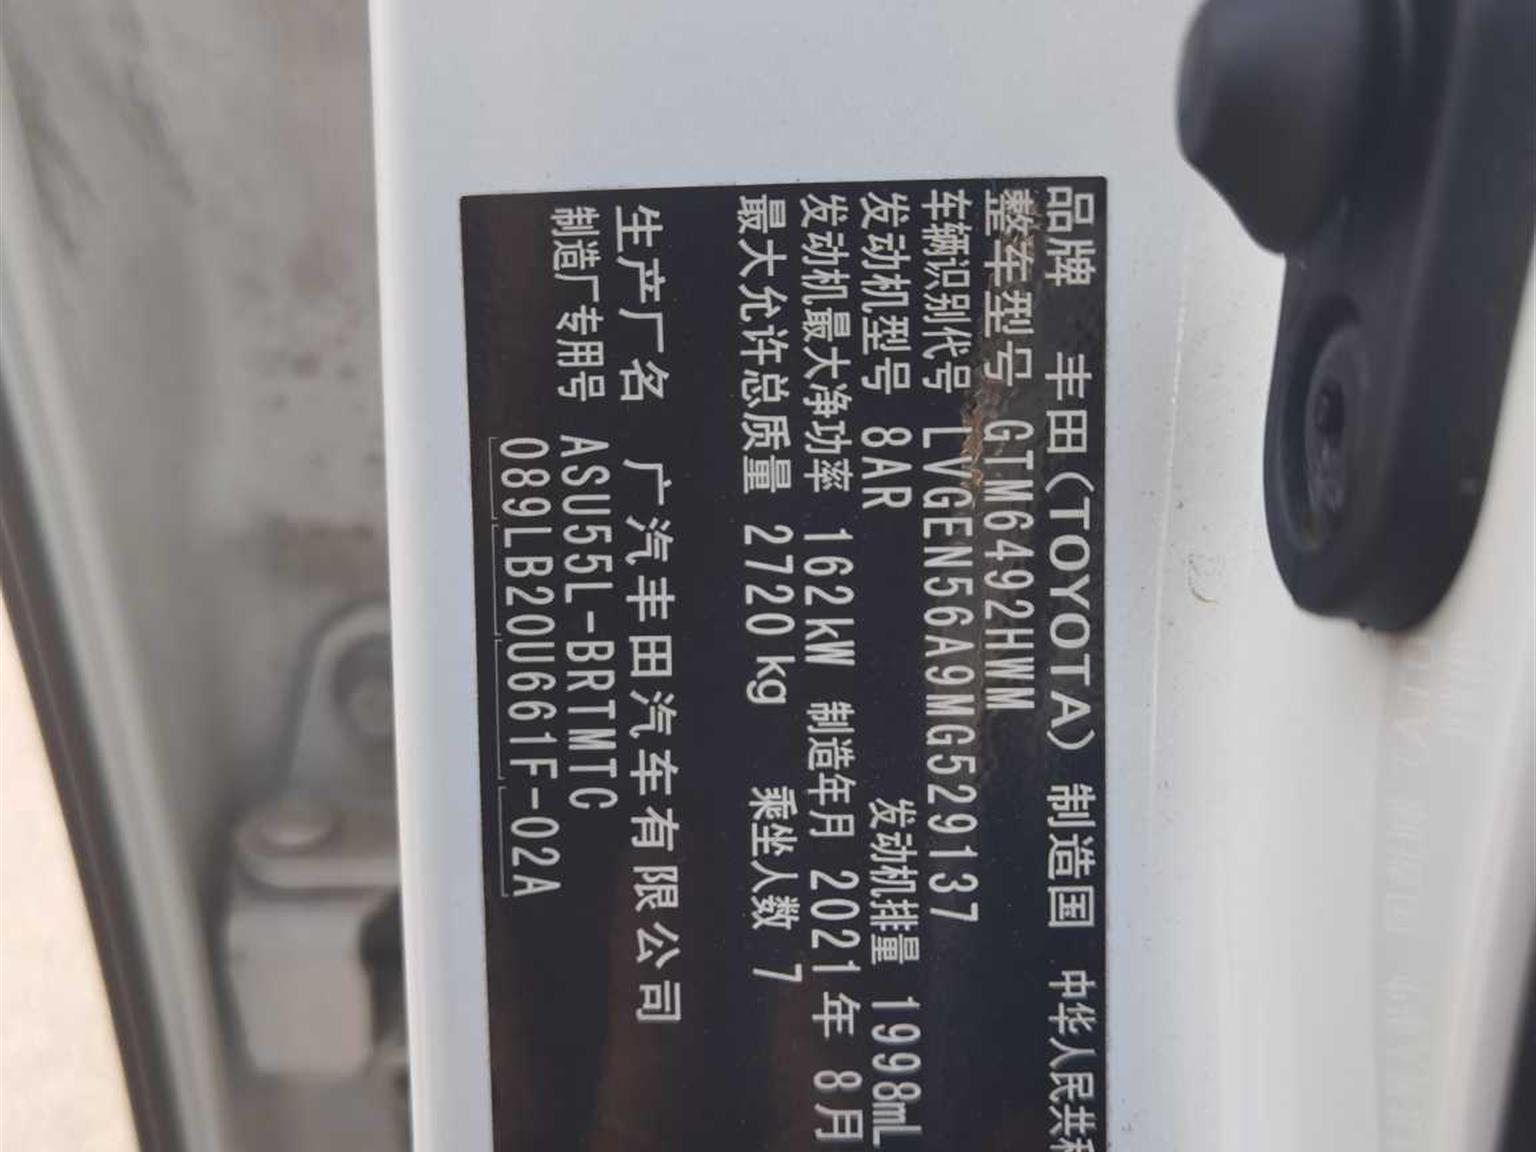 品牌 丰田(TOYOTA) 制造国 中华人民共和
整车型号 GTM6492HWM
车辆识别代号 LVGEN56A9MG529137
发动机型号 8AR 发动机排量 1998mL
发动机最大净功率 162kW 制造年月 2021年 8月
最大允许总质量 2720kg 乘坐人数 7
生产厂名 广汽丰田汽车有限公司
制造厂专用号 ASU55L-BRTMTC
089LB20U661F-02A